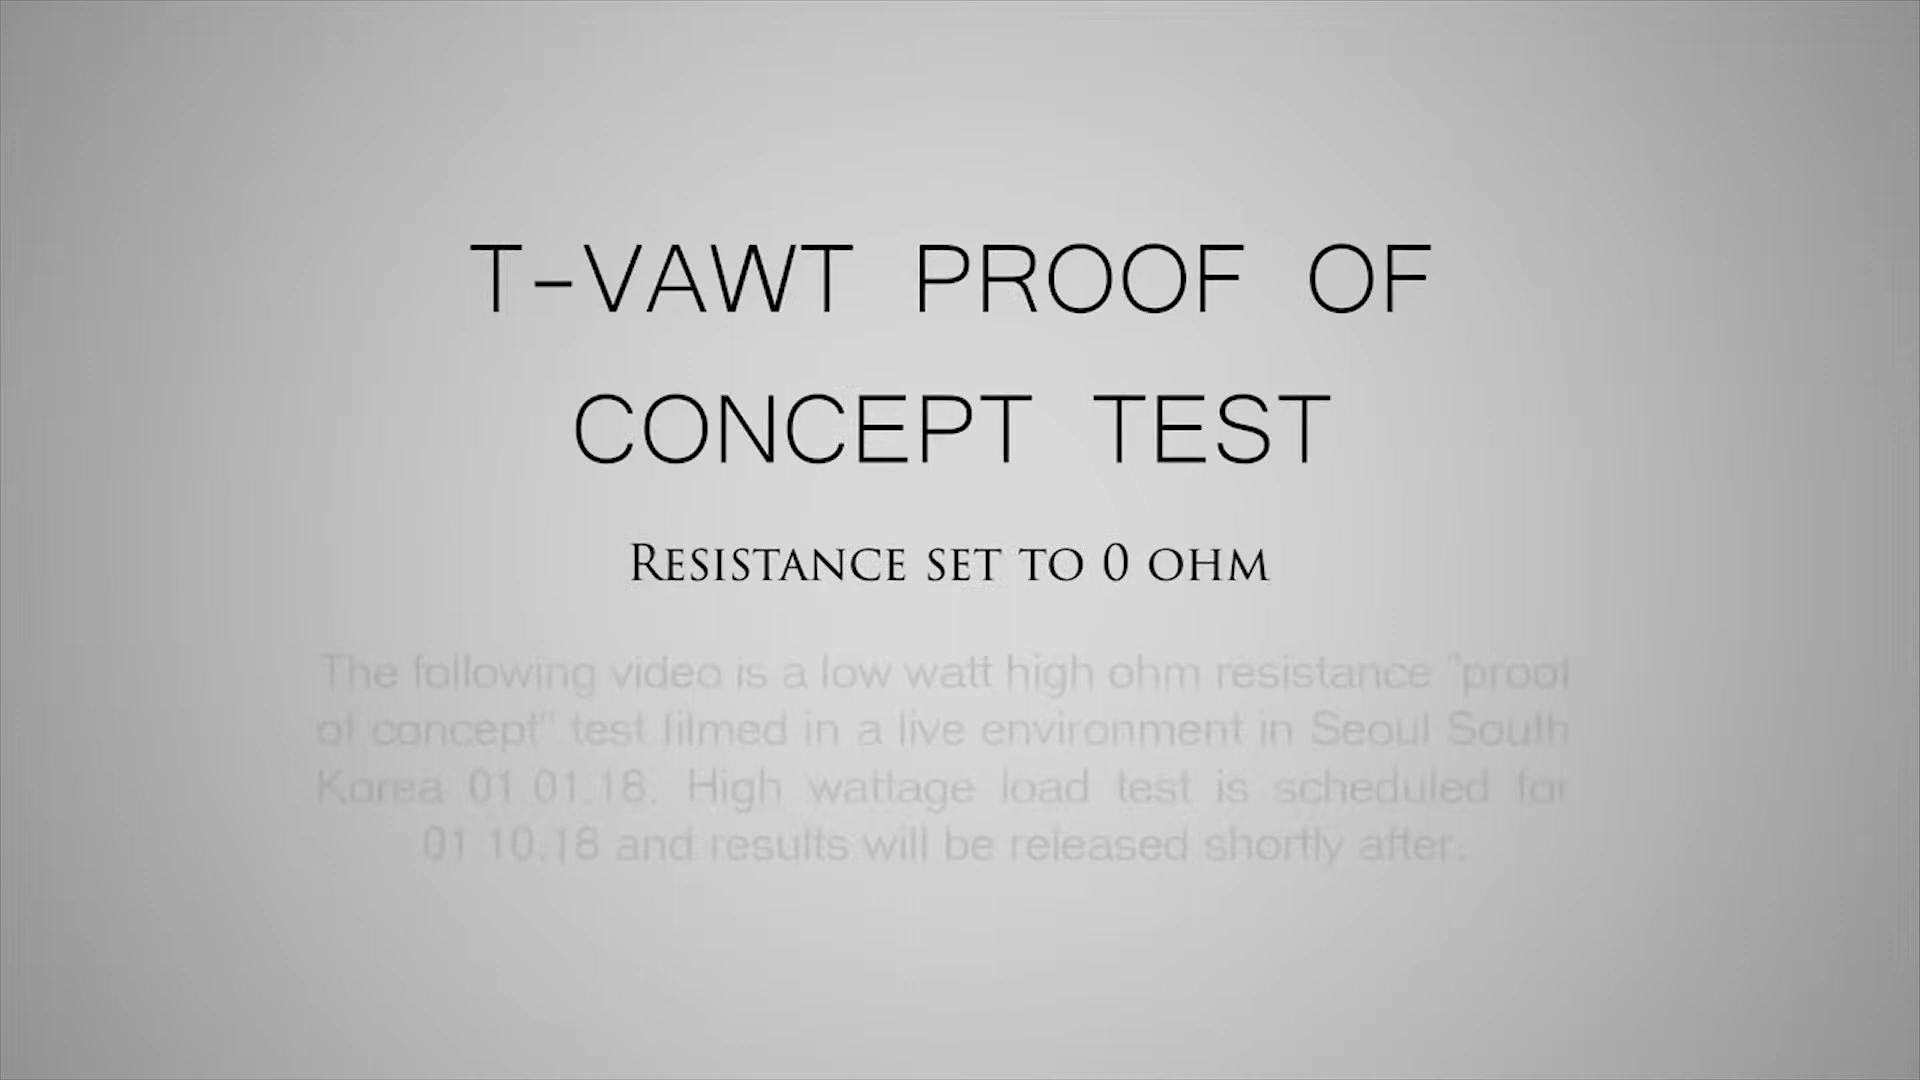 T-VAWT PROOF OF
CONCEPT TEST
RESISTANCE SET TO 0 OHM
The following video is a low watt high ohm resistance "proof
of concept" test filmed in a live environment in Seoul South
Korea 01.01.18. High wattage load test is scheduled for
01.10.18 and results will be released shortly after.